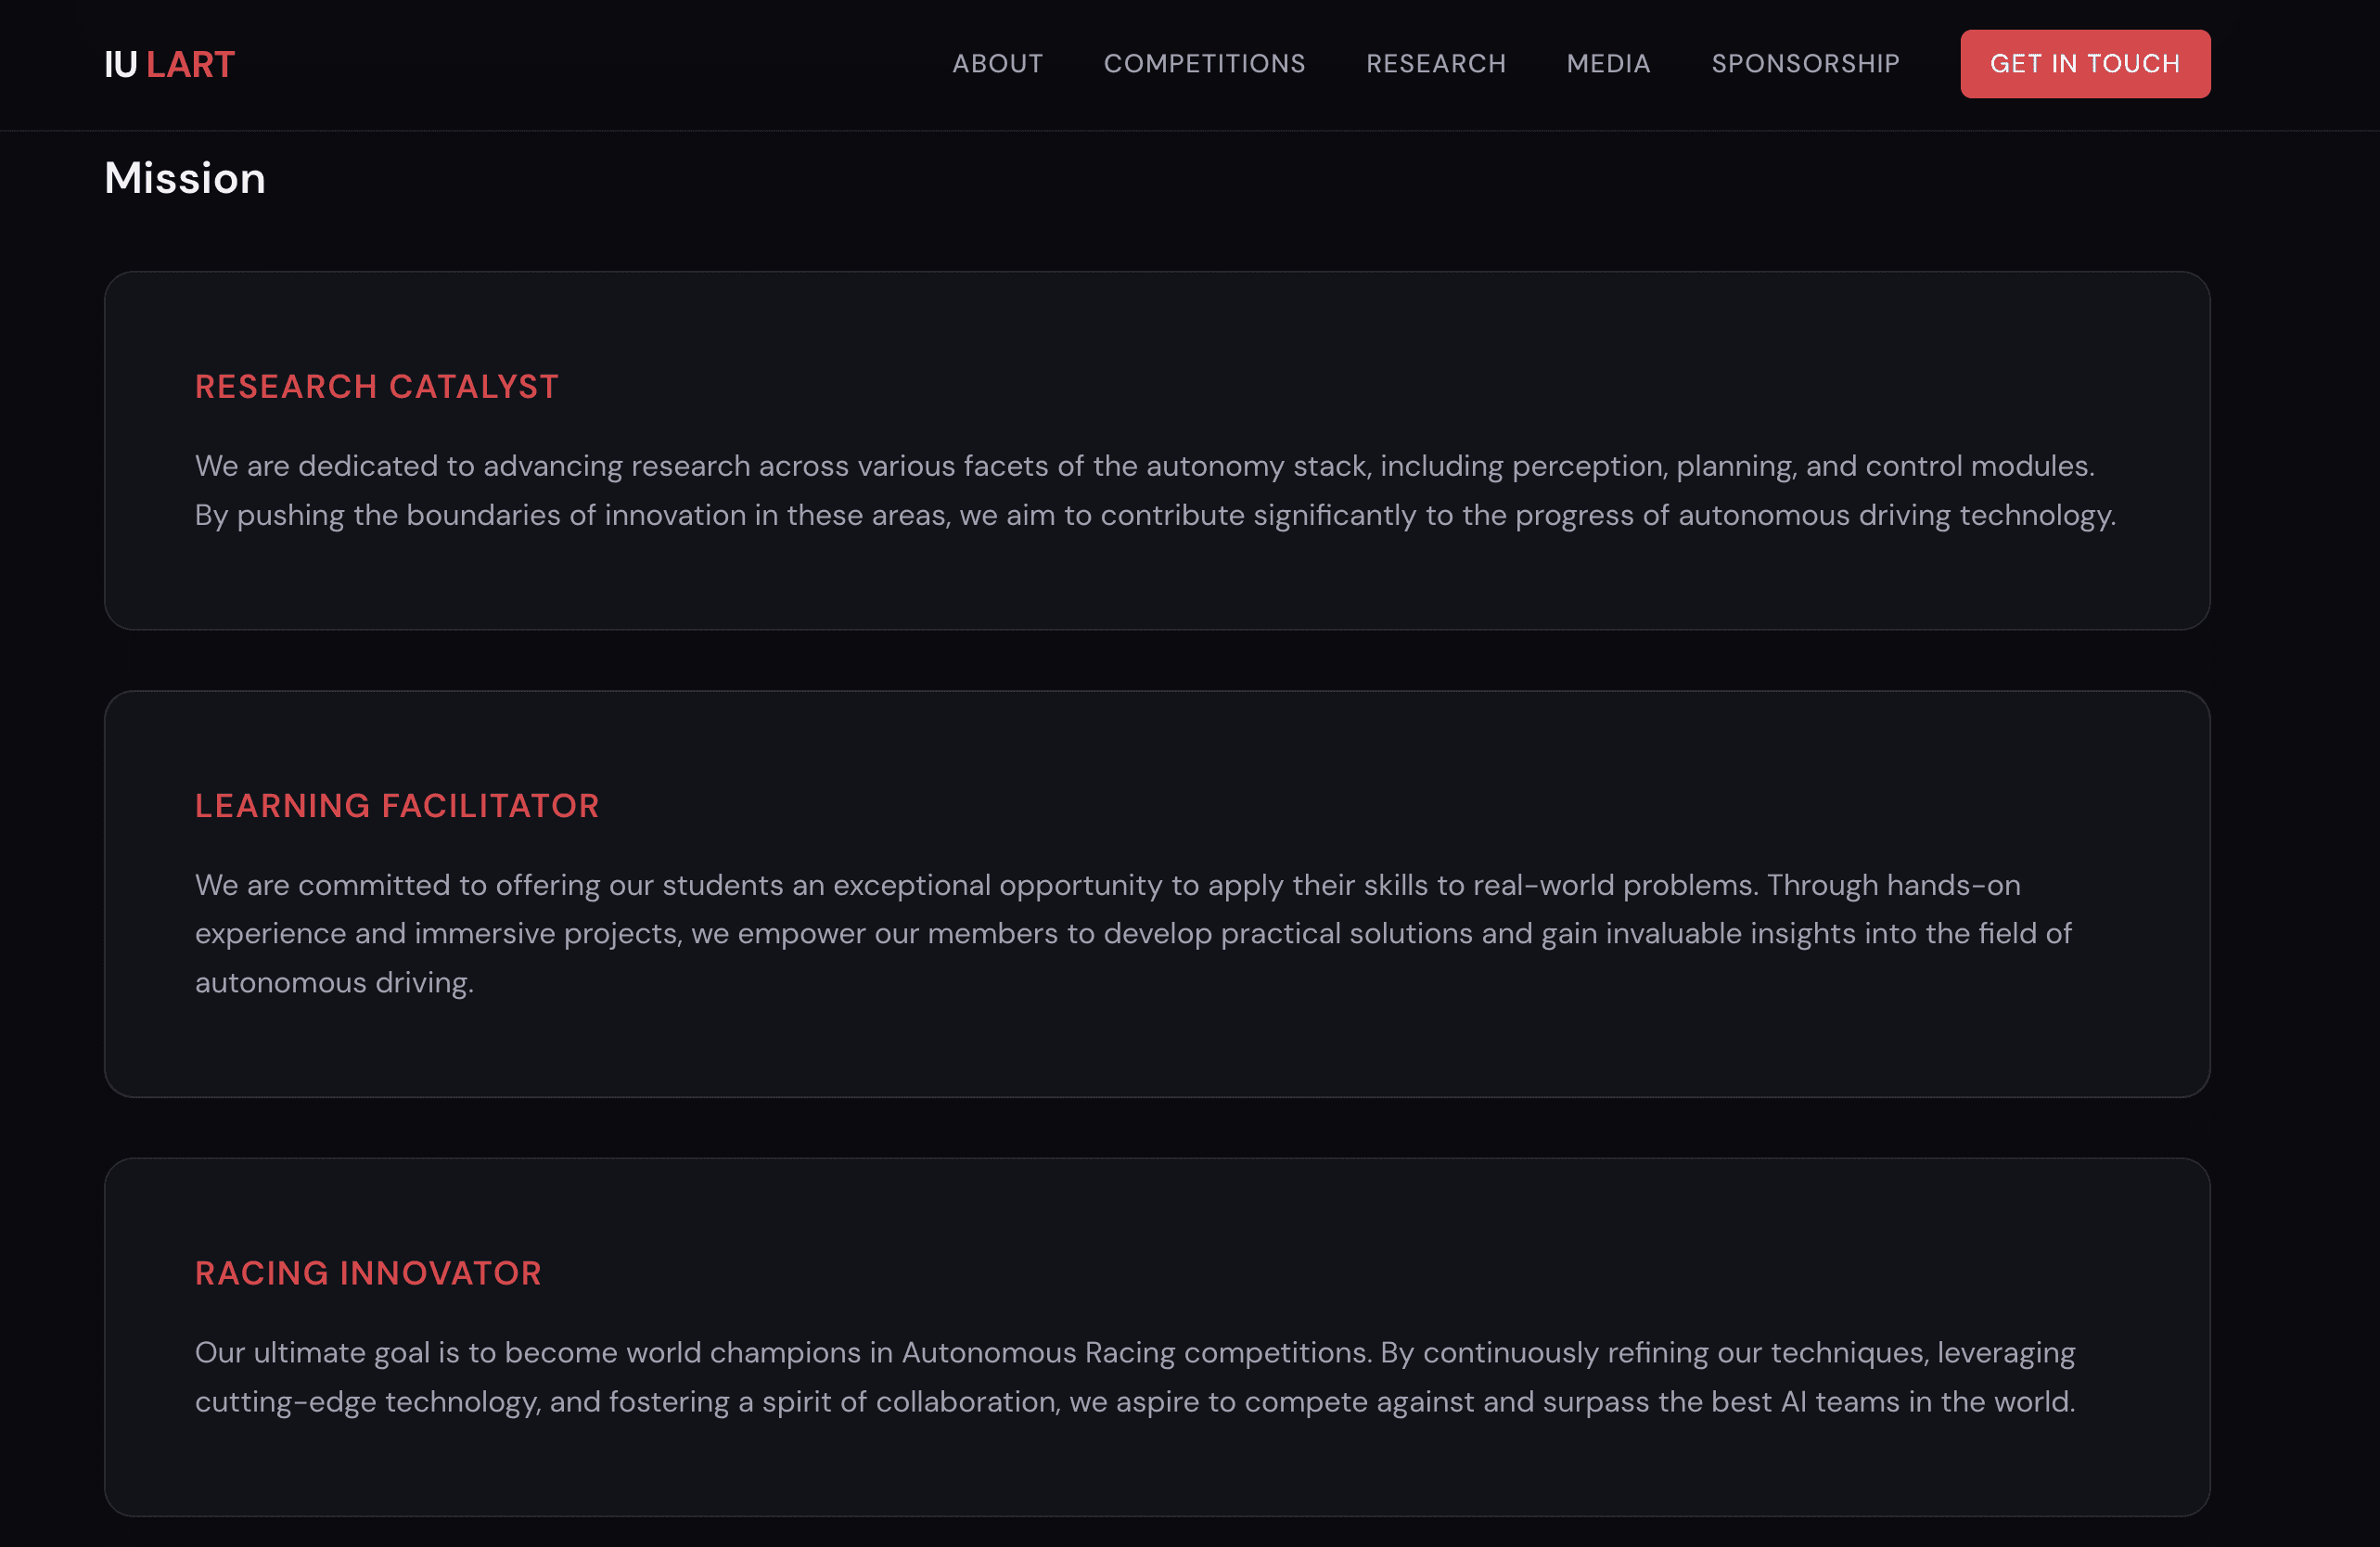 IU LART
ABOUT
COMPETITIONS
RESEARCH
MEDIA
SPONSORSHIP
GET IN TOUCH
Mission
RESEARCH CATALYST
We are dedicated to advancing research across various facets of the autonomy stack, including perception, planning, and control modules.
By pushing the boundaries of innovation in these areas, we aim to contribute significantly to the progress of autonomous driving technology.
LEARNING FACILITATOR
We are committed to offering our students an exceptional opportunity to apply their skills to real-world problems. Through hands-on
experience and immersive projects, we empower our members to develop practical solutions and gain invaluable insights into the field of
autonomous driving.
RACING INNOVATOR
Our ultimate goal is to become world champions in Autonomous Racing competitions. By continuously refining our techniques, leveraging
cutting-edge technology, and fostering a spirit of collaboration, we aspire to compete against and surpass the best AI teams in the world.